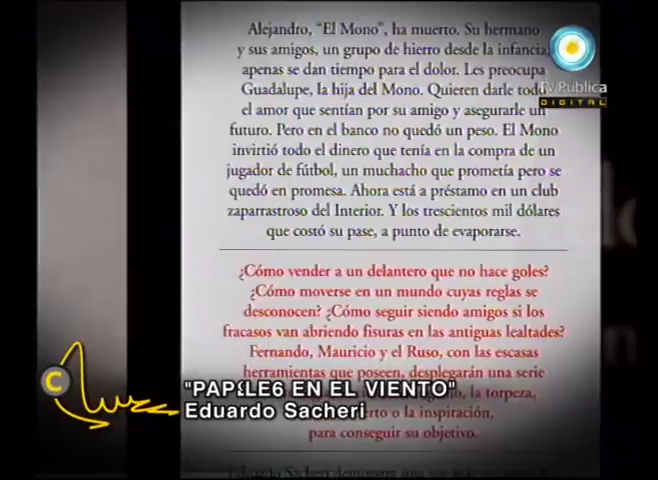 Alejandro, "El Mono", ha muerto. Su hermano
y sus amigos, un grupo de hierro desde la infancia,
apenas se dan tiempo para el dolor. Les preocupa
Guadalupe, la hija del Mono. Quieren darle todo
el amor que sentían por su amigo y asegurarle un
futuro. Pero en el banco no quedó un peso. El Mono
invirtió todo el dinero que tenía en la compra de un
jugador de fútbol, un muchacho que prometía pero se
quedó en promesa. Ahora está a préstamo en un club
zaparrastroso del Interior. Y los trescientos mil dólares
que costó su pase, a punto de evaporarse.
¿Cómo vender a un delantero que no hace goles?
¿Cómo moverse en un mundo cuyas reglas se
desconocen? ¿Cómo seguir siendo amigos si los
fracasos van abriendo fisuras en las antiguas lealtades?
Fernando, Mauricio y el Ruso, con las escasas
herramientas que poseen, desplegarán una serie
la torpeza,
o la inspiración,
para conseguir su objetivo.
Tv Pública
DIGITAL
C
"PAPELES EN EL VIENTO"
Eduardo Sacheri